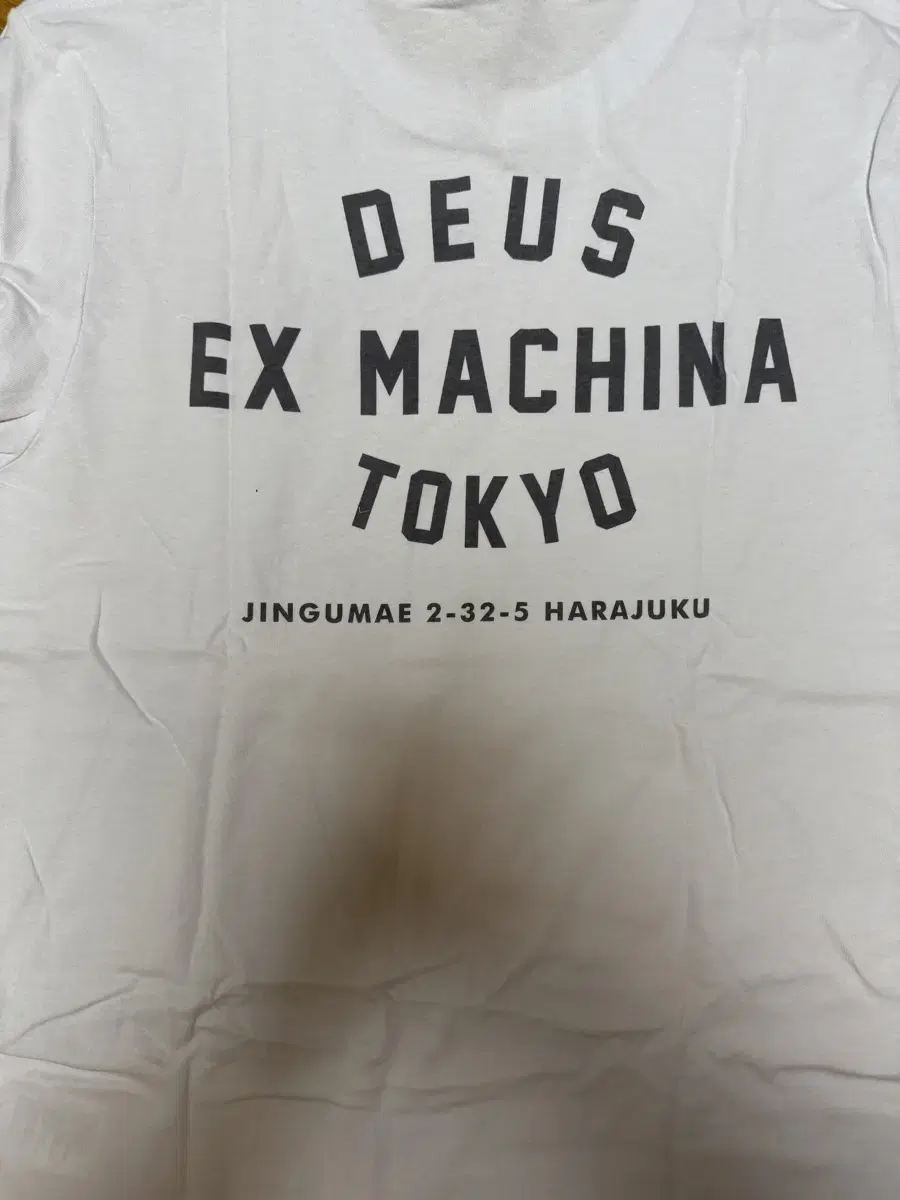 DEUS
EX MACHINA
TOKYO
JINGUMAE 2-32-5 HARAJUKU